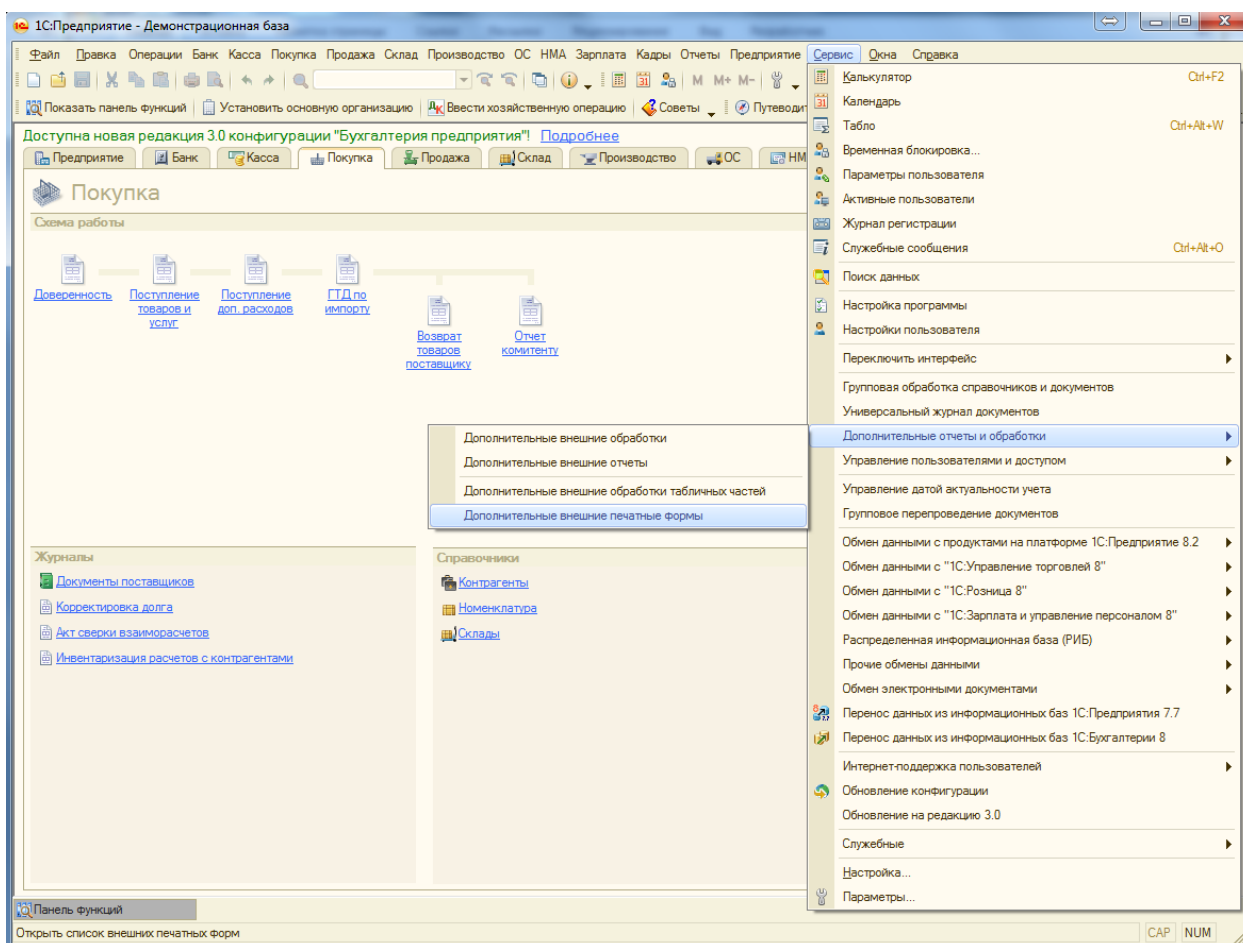 1С:Предприятие - Демонстрационная база
Файл Правка Операции Банк Касса Покупка Продажа Склад Производство ОС НМА Зарплата Кадры Отчеты Предприятие Сервис Окна Справка
M M+ M-
Показать панель функций Установить основную организацию Ввести хозяйственную операцию Советы Путеводи
Доступна новая редакция 3.0 конфигурации "Бухгалтерия предприятия"! Подробнее
Предприятие Банк Касса Покупка Продажа Склад Производство ОС НМ
Покупка
Схема работы
Доверенность
Поступление товаров и услуг
Поступление доп. расходов
ГТД по импорту
Возврат товаров поставщику
Отчет комитенту
Журналы
Документы поставщиков
Корректировка долга
Акт сверки взаиморасчетов
Инвентаризация расчетов с контрагентами
Справочники
Контрагенты
Номенклатура
Склады
Дополнительные внешние обработки
Дополнительные внешние отчеты
Дополнительные внешние обработки табличных частей
Дополнительные внешние печатные формы
Калькулятор Ctrl+F2
Календарь
Табло Ctrl+Alt+W
Временная блокировка...
Параметры пользователя
Активные пользователи
Журнал регистрации
Служебные сообщения Ctrl+Alt+O
Поиск данных
Настройка программы
Настройки пользователя
Переключить интерфейс
Групповая обработка справочников и документов
Универсальный журнал документов
Дополнительные отчеты и обработки
Управление пользователями и доступом
Управление датой актуальности учета
Групповое перепроведение документов
Обмен данными с продуктами на платформе 1С:Предприятие 8.2
Обмен данными с "1С:Управление торговлей 8"
Обмен данными с "1С:Розница 8"
Обмен данными с "1С:Зарплата и управление персоналом 8"
Распределенная информационная база (РИБ)
Прочие обмены данными
Обмен электронными документами
Перенос данных из информационных баз 1С:Предприятия 7.7
Перенос данных из информационных баз 1С:Бухгалтерии 8
Интернет-поддержка пользователей
Обновление конфигурации
Обновление на редакцию 3.0
Служебные
Настройка...
Параметры...
Панель функций
Открыть список внешних печатных форм
CAP NUM